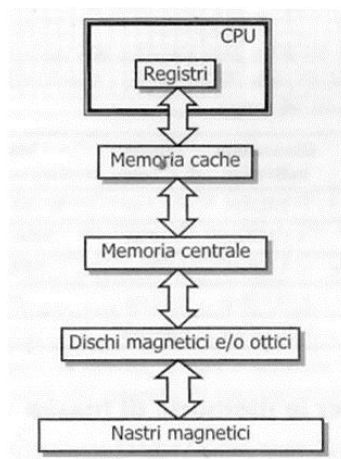 CPU
Registri
Memoria cache
Memoria centrale
Dischi magnetici e/o ottici
Nastri magnetici